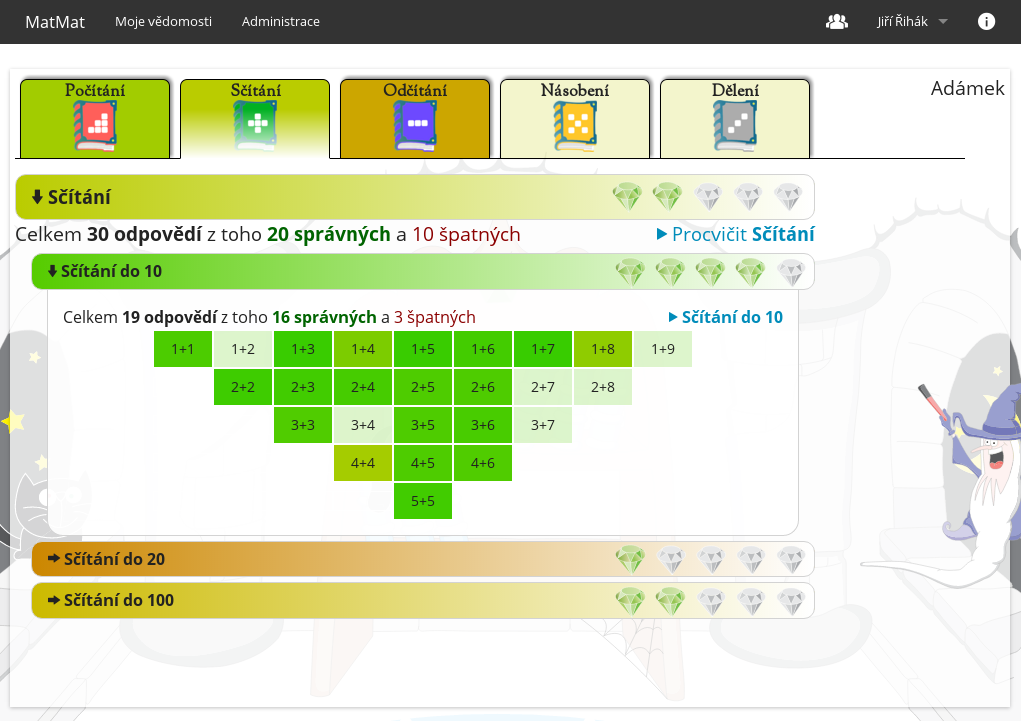 MatMat Moje vědomosti Administrace Jiří Řihák
Počítání Sčítání Odčítání Násobení Dělení Adámek
Sčítání
Celkem 30 odpovědí z toho 20 správných a 10 špatných Procvičit Sčítání
Sčítání do 10
Celkem 19 odpovědí z toho 16 správných a 3 špatných Sčítání do 10
1+1 1+2 1+3 1+4 1+5 1+6 1+7 1+8 1+9
2+2 2+3 2+4 2+5 2+6 2+7 2+8
3+3 3+4 3+5 3+6 3+7
4+4 4+5 4+6
5+5
Sčítání do 20
Sčítání do 100